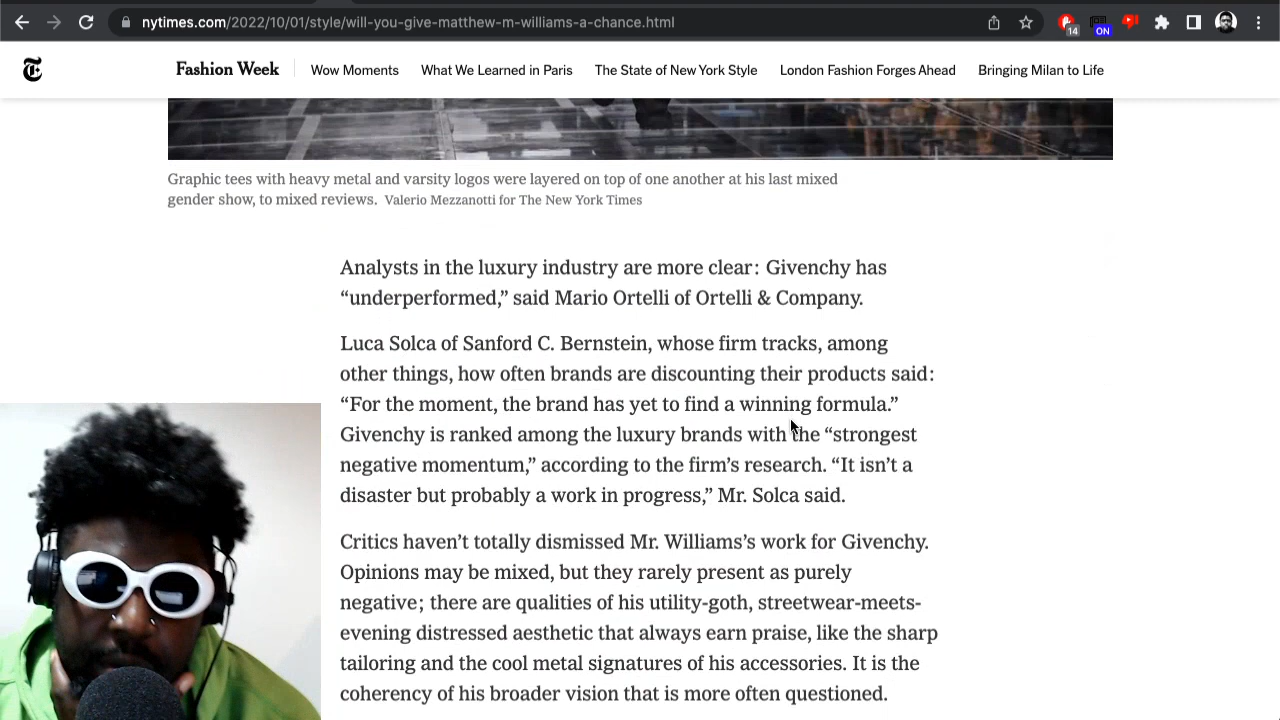 nytimes.com/2022/10/01/style/will-you-give-matthew-m-williams-a-chance.html
14
ON
T
Fashion Week
Wow Moments
What We Learned in Paris
The State of New York Style
London Fashion Forges Ahead
Bringing Milan to Life
Graphic tees with heavy metal and varsity logos were layered on top of one another at his last mixed
gender show, to mixed reviews. Valerio Mezzanotti for The New York Times
Analysts in the luxury industry are more clear: Givenchy has
“underperformed,” said Mario Ortelli of Ortelli & Company.
Luca Solca of Sanford C. Bernstein, whose firm tracks, among
other things, how often brands are discounting their products said:
“For the moment, the brand has yet to find a winning formula.”
Givenchy is ranked among the luxury brands with the “strongest
negative momentum,” according to the firm’s research. “It isn’t a
disaster but probably a work in progress,” Mr. Solca said.
Critics haven’t totally dismissed Mr. Williams’s work for Givenchy.
Opinions may be mixed, but they rarely present as purely
negative; there are qualities of his utility-goth, streetwear-meets-
evening distressed aesthetic that always earn praise, like the sharp
tailoring and the cool metal signatures of his accessories. It is the
coherency of his broader vision that is more often questioned.